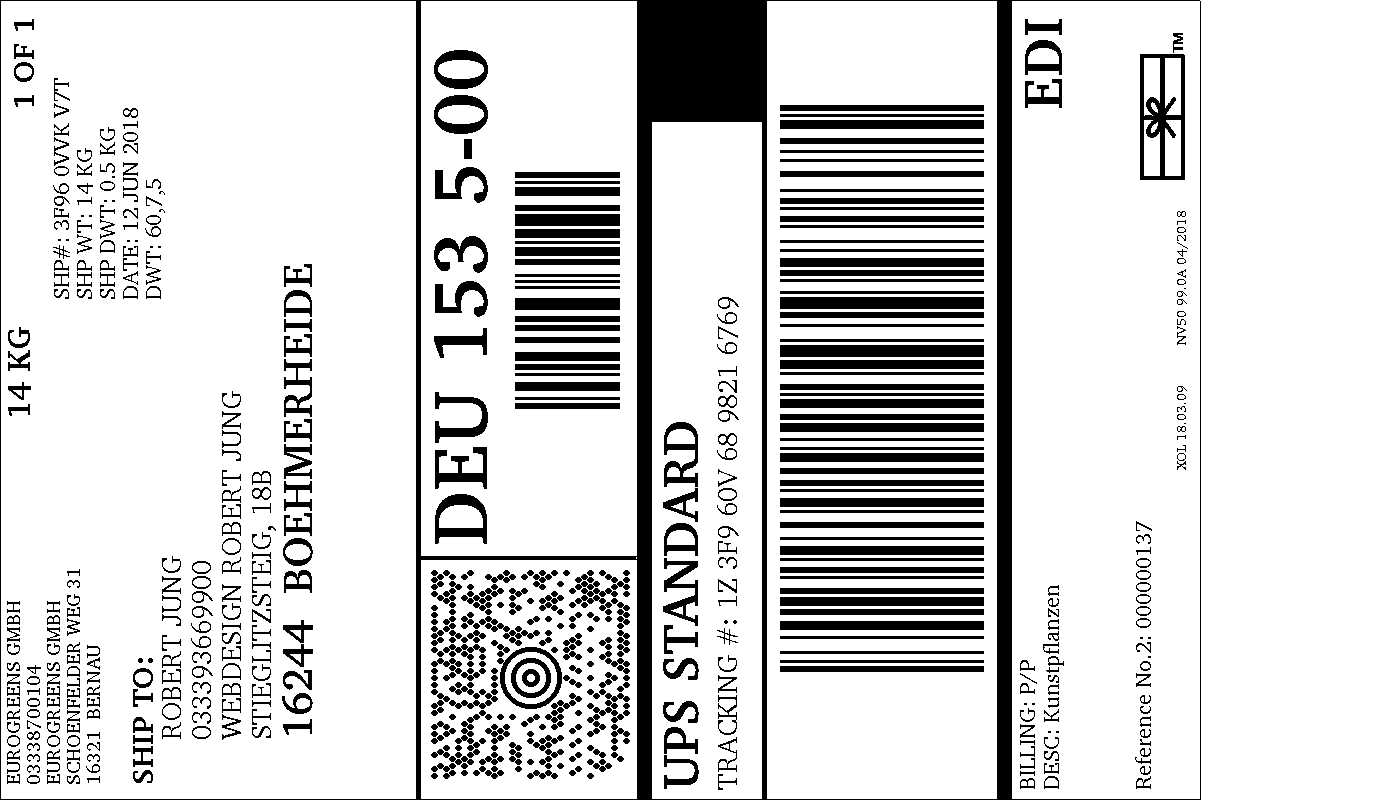 EUROGREENS GMBH
03338700104
EUROGREENS GMBH
SCHOENFELDER WEG 31
16321 BERNAU
14 KG
1 OF 1
SHP#: 3F96 0VVK V7T
SHP WT: 14 KG
SHP DWT: 0.5 KG
DATE: 12 JUN 2018
DWT: 60,7,5
SHIP TO:
ROBERT JUNG
033393669900
WEBDESIGN ROBERT JUNG
STIEGLITZSTEIG, 18B
16244 BOEHMERHEIDE
DEU 153 5-00
UPS STANDARD
TRACKING #: 1Z 3F9 60V 68 9821 6769
BILLING: P/P
DESC: Kunstpflanzen
EDI
Reference No.2: 000000137
XOL 18.03.09 NV50 99.0A 04/2018
TM